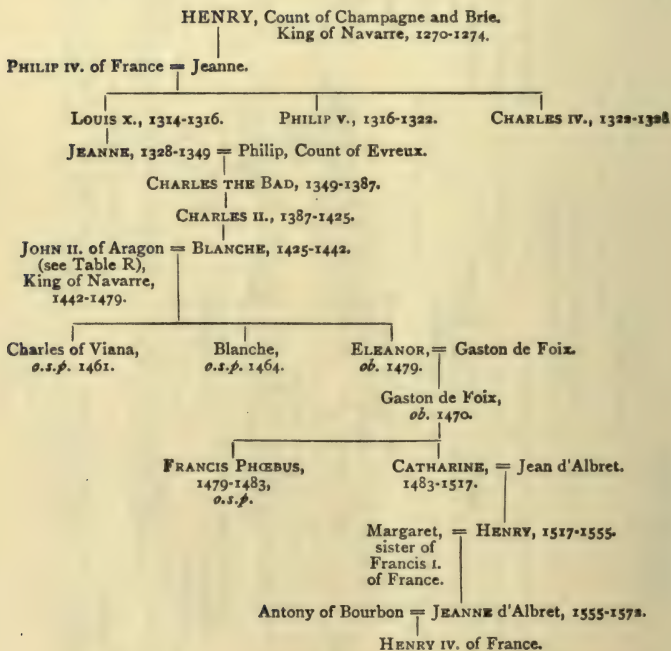 HENRY, Count of Champagne and Brie.
King of Navarre, 1270-1274.
PHILIP IV. of France = Jeanne.
LOUIS X., 1314-1316. PHILIP V., 1316-1322. CHARLES IV., 1322-1328
JEANNE, 1328-1349 = Philip, Count of Evreux.
CHARLES THE BAD, 1349-1387.
CHARLES II., 1387-1425.
JOHN II. of Aragon = BLANCHE, 1425-1442.
(see Table R),
King of Navarre,
1442-1479.
Charles of Viana, Blanche, ELEANOR, = Gaston de Foix.
o.s.p. 1461. o.s.p. 1464. ob. 1479.
Gaston de Foix,
ob. 1470.
FRANCIS PHŒBUS, CATHARINE, = Jean d'Albret.
1479-1483, 1483-1517.
o.s.p.
Margaret, = HENRY, 1517-1555.
sister of
Francis I.
of France.
Antony of Bourbon = JEANNE d'Albret, 1555-1572.
HENRY IV. of France.